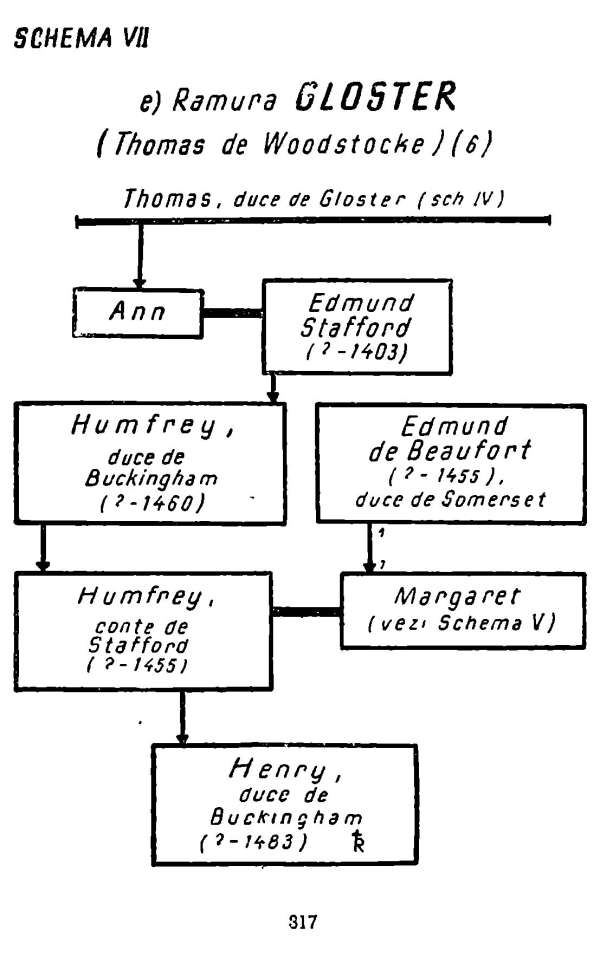 SCHEMA VII
e) Ramura GLOSTER
(Thomas de Woodstocke) (6)
Thomas, duce de Gloster (sch IV)
Ann
Edmund
Stafford
(?-1403)
Humfrey,
duce de
Buckingham
(?-1460)
Edmund
de Beaufort
(?-1455),
duce de Somerset
Humfrey,
conte de
Stafford
(?-1455)
Margaret
(vezi Schema V)
Henry,
duce de
Buckingham
(?-1483) R
317